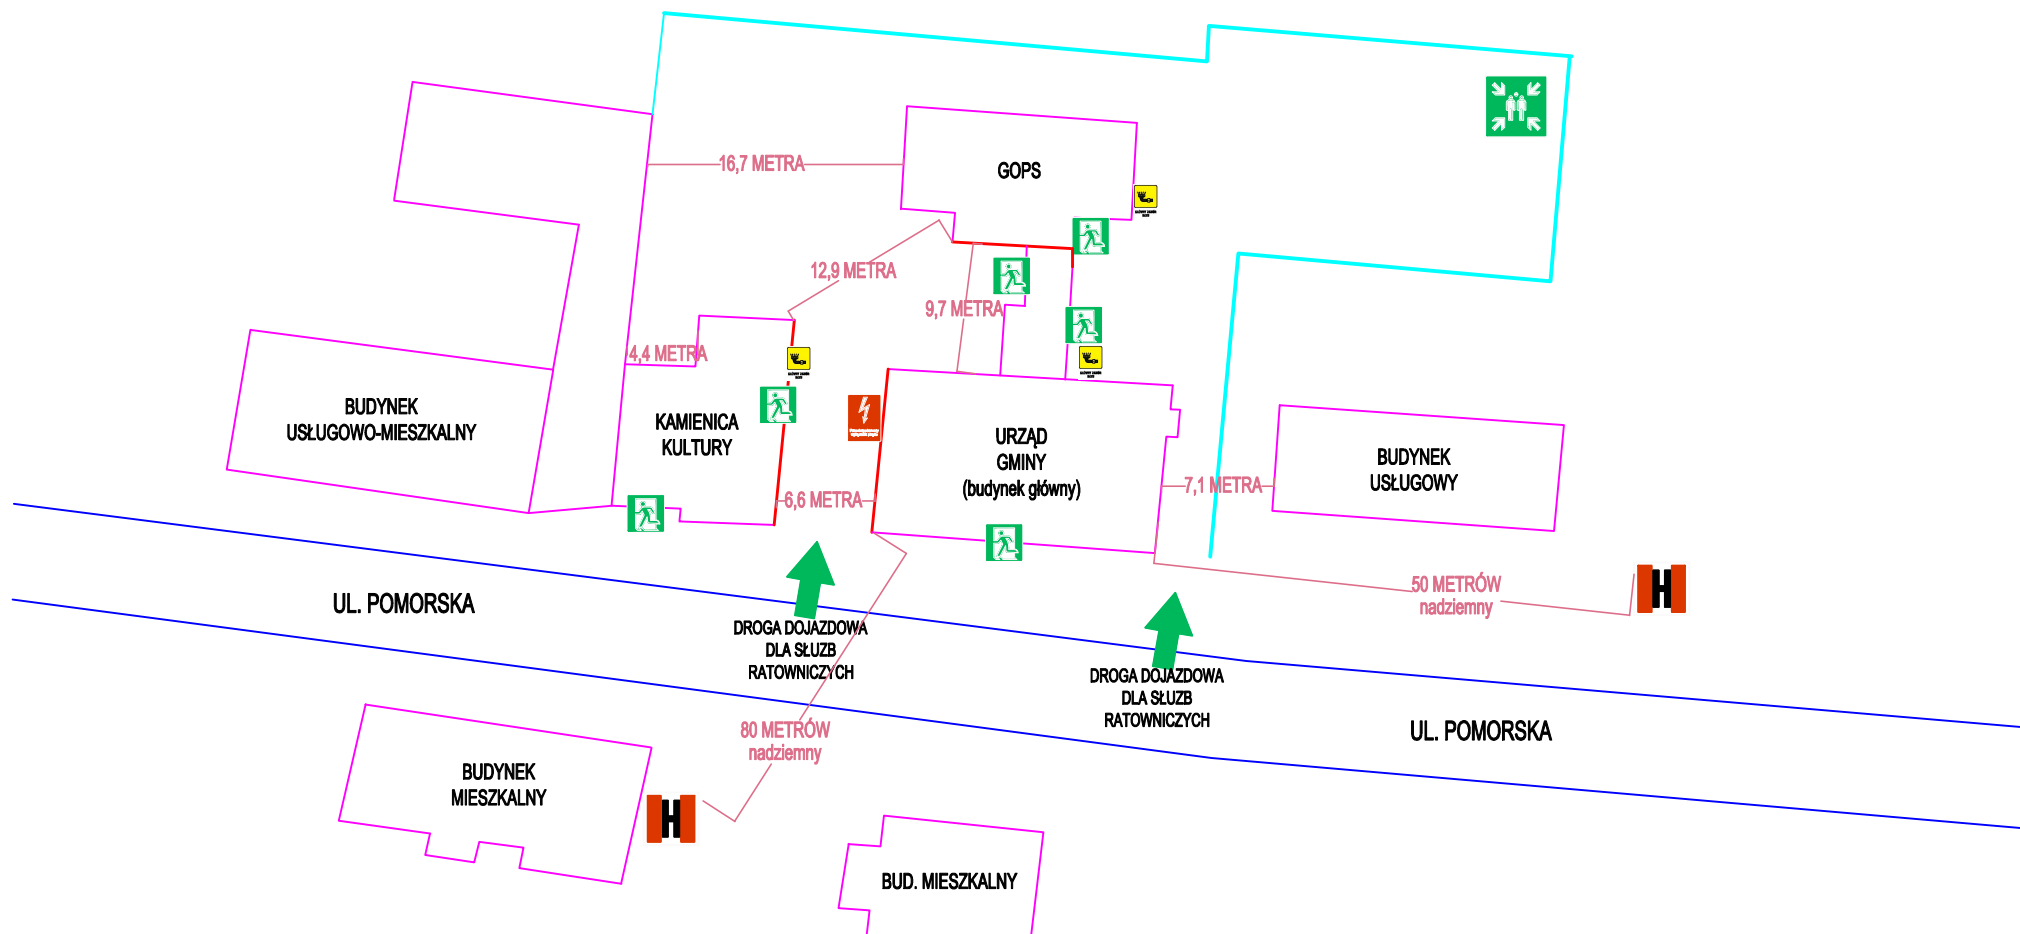 16,7 METRA
GOPS
12,9 METRA
9,7 METRA
4,4 METRA
BUDYNEK
USŁUGOWO-MIESZKALNY
KAMIENICA
KULTURY
URZĄD
GMINY
(budynek główny)
BUDYNEK
USŁUGOWY
6,6 METRA
7,1 METRA
50 METRÓW
nadziemny
H
UL. POMORSKA
DROGA DOJAZDOWA
DLA SŁUZB
RATOWNICZYCH
DROGA DOJAZDOWA
DLA SŁUZB
RATOWNICZYCH
UL. POMORSKA
80 METRÓW
nadziemny
BUDYNEK
MIESZKALNY
H
BUD. MIESZKALNY